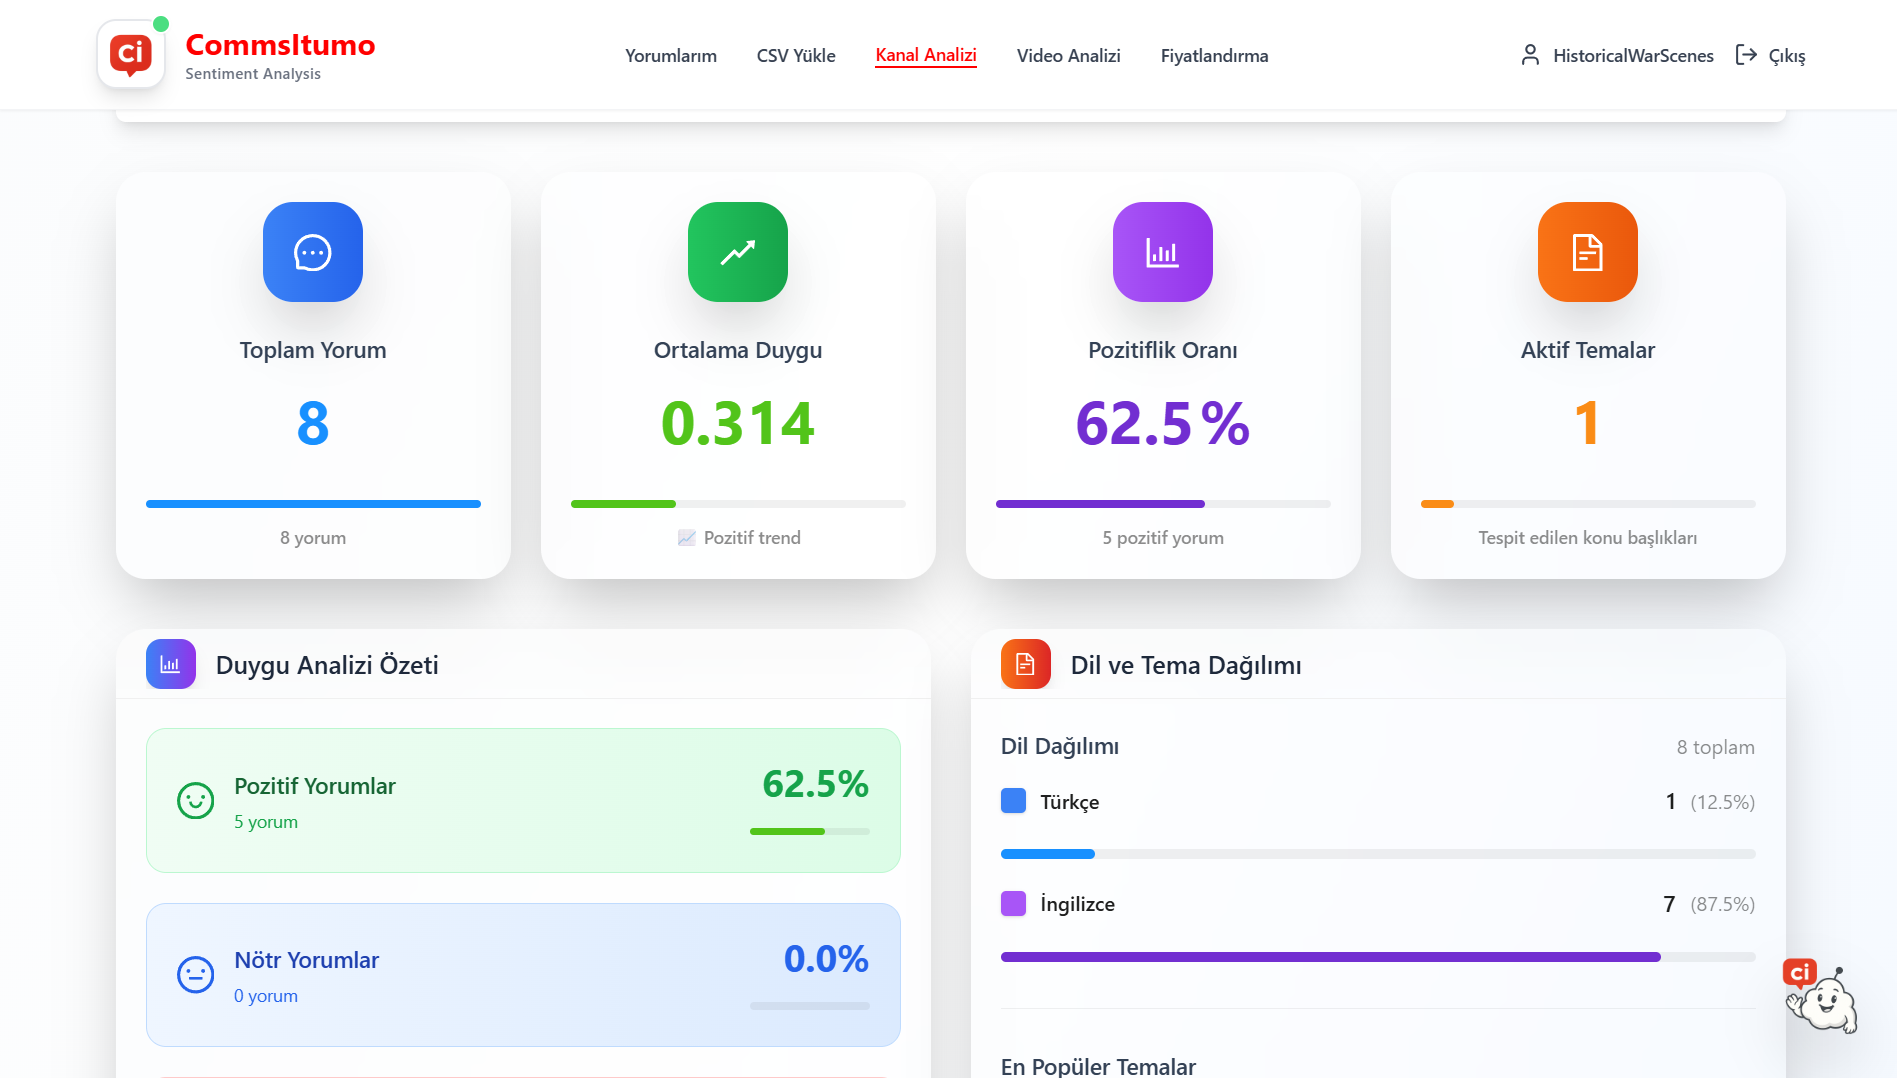 ci
CommsItumo
Sentiment Analysis
Yorumlarım
CSV Yükle
Kanal Analizi
Video Analizi
Fiyatlandırma
HistoricalWarScenes
Çıkış
Toplam Yorum
8
8 yorum
Ortalama Duygu
0.314
Pozitif trend
Pozitiflik Oranı
62.5%
5 pozitif yorum
Aktif Temalar
1
Tespit edilen konu başlıkları
Duygu Analizi Özeti
Pozitif Yorumlar
5 yorum
62.5%
Nötr Yorumlar
0 yorum
0.0%
Dil ve Tema Dağılımı
Dil Dağılımı
8 toplam
Türkçe
1 (12.5%)
İngilizce
7 (87.5%)
En Popüler Temalar
ci